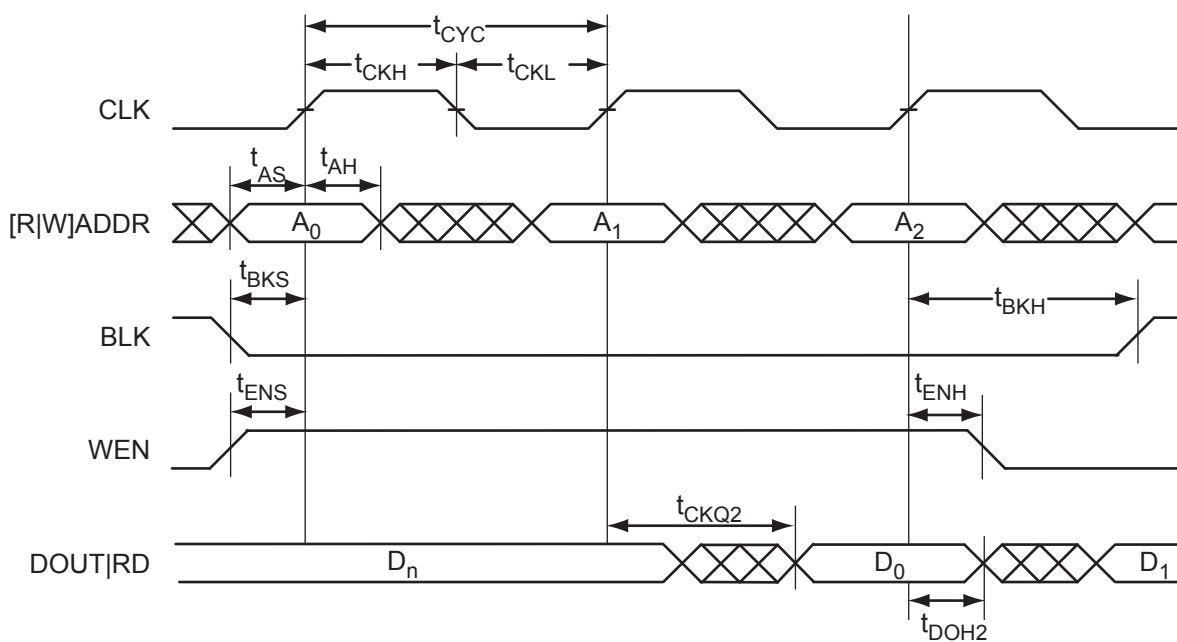 tCYC
tCKH tCKL
CLK
tAS tAH
[R|W]ADDR A0 A1 A2
tBKS tBKH
BLK
tENS tENH
WEN
tCKQ2
DOUT|RD Dn D0 D1
tDOH2